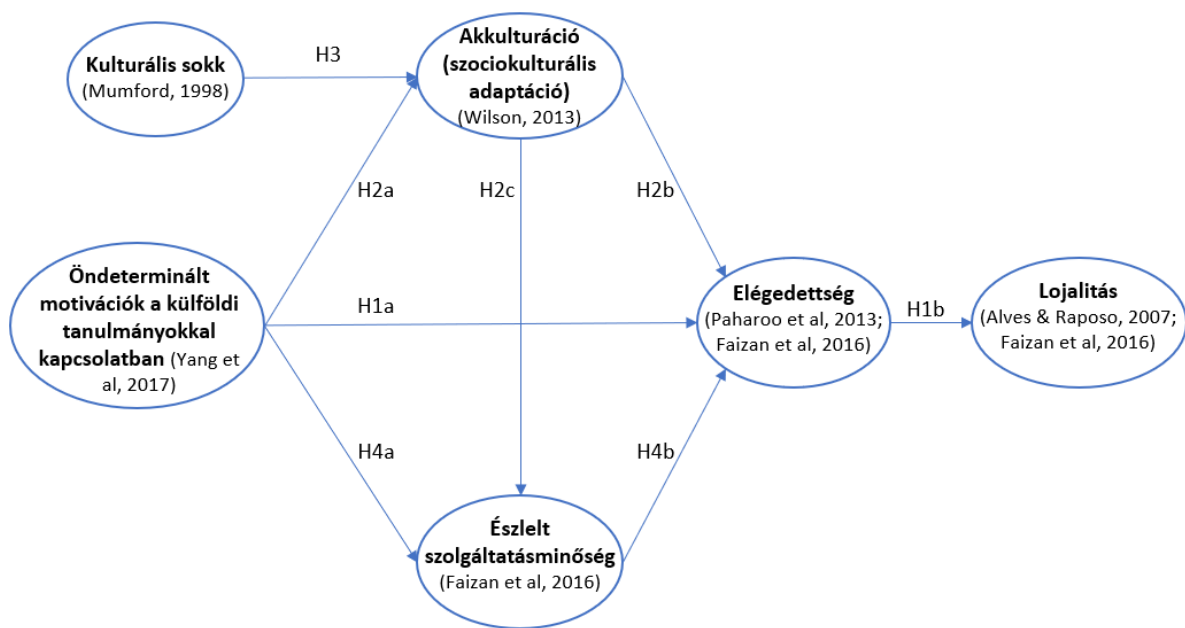 Kulturális sokk
(Mumford, 1998)
H3
Akkulturáció
(szociokulturális
adaptáció)
(Wilson, 2013)
H2a
H2c
H2b
Öndeterminált
motivációk a külföldi
tanulmányokkal
kapcsolatban (Yang et
al, 2017)
H1a
Elégedettség
(Paharoo et al, 2013;
Faizan et al, 2016)
H1b
Lojalitás
(Alves & Raposo, 2007;
Faizan et al, 2016)
H4a
H4b
Észlelt
szolgáltatásminőség
(Faizan et al, 2016)